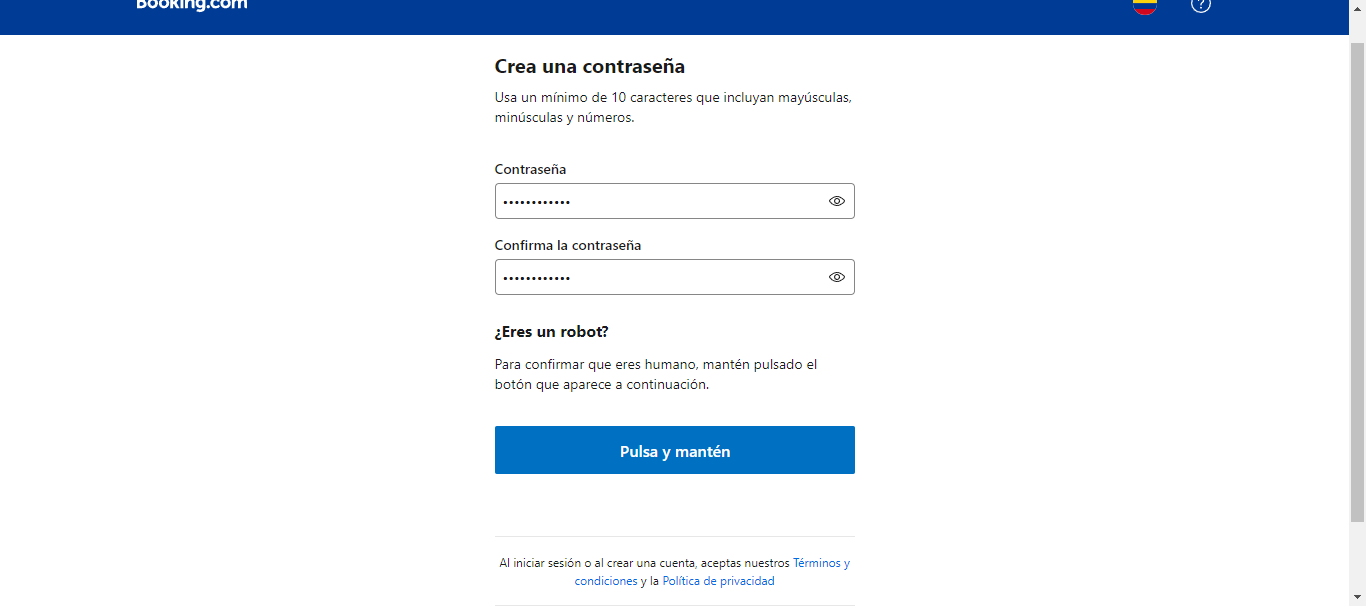 Booking.com
Crea una contraseña
Usa un mínimo de 10 caracteres que incluyan mayúsculas,
minúsculas y números.
Contraseña
••••••••••••
Confirma la contraseña
••••••••••••
¿Eres un robot?
Para confirmar que eres humano, mantén pulsado el
botón que aparece a continuación.
Pulsa y mantén
Al iniciar sesión o al crear una cuenta, aceptas nuestros Términos y
condiciones y la Política de privacidad